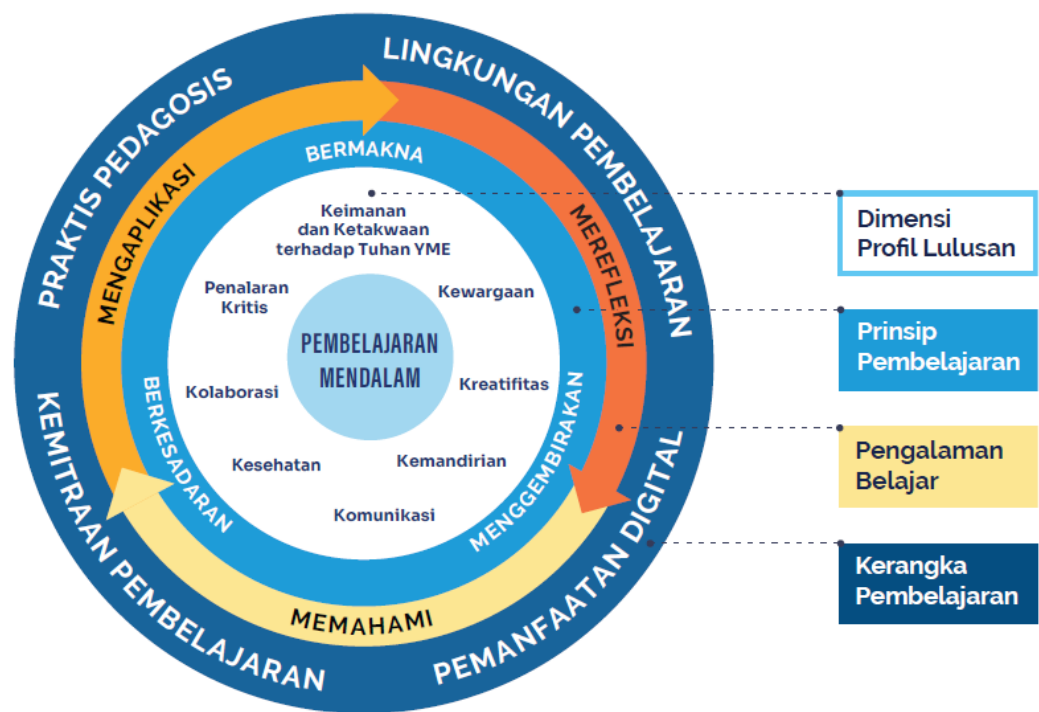 LINGKUNGAN PEMBELAJARAN
PRAKTIS PEDAGOSIS
KEMITRAAN PEMBELAJARAN
PEMANFAATAN DIGITAL
MENGAPLIKASI
MEREFLEKSI
MEMAHAMI
BERMAKNA
BERKESADARAN
MENGGEMBIRAKAN
Keimanan
dan Ketakwaan
terhadap Tuhan YME
Penalaran
Kritis
Kewargaan
Kolaborasi
Kreatifitas
Kesehatan
Kemandirian
Komunikasi
PEMBELAJARAN
MENDALAM
Dimensi
Profil Lulusan
Prinsip
Pembelajaran
Pengalaman
Belajar
Kerangka
Pembelajaran